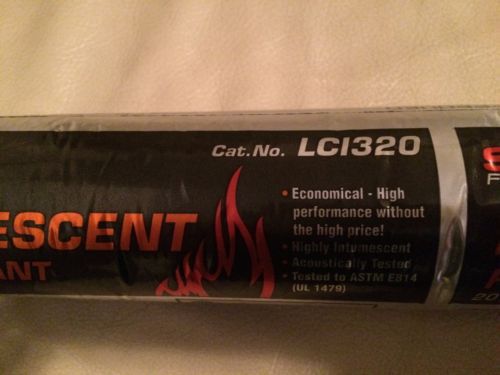 Cat.No. LCI320
ESCENT
ANT
• Economical - High
performance without
the high price!
• Highly Intumescent
• Acoustically Tested
• Tested to ASTM E814
(UL 1479)